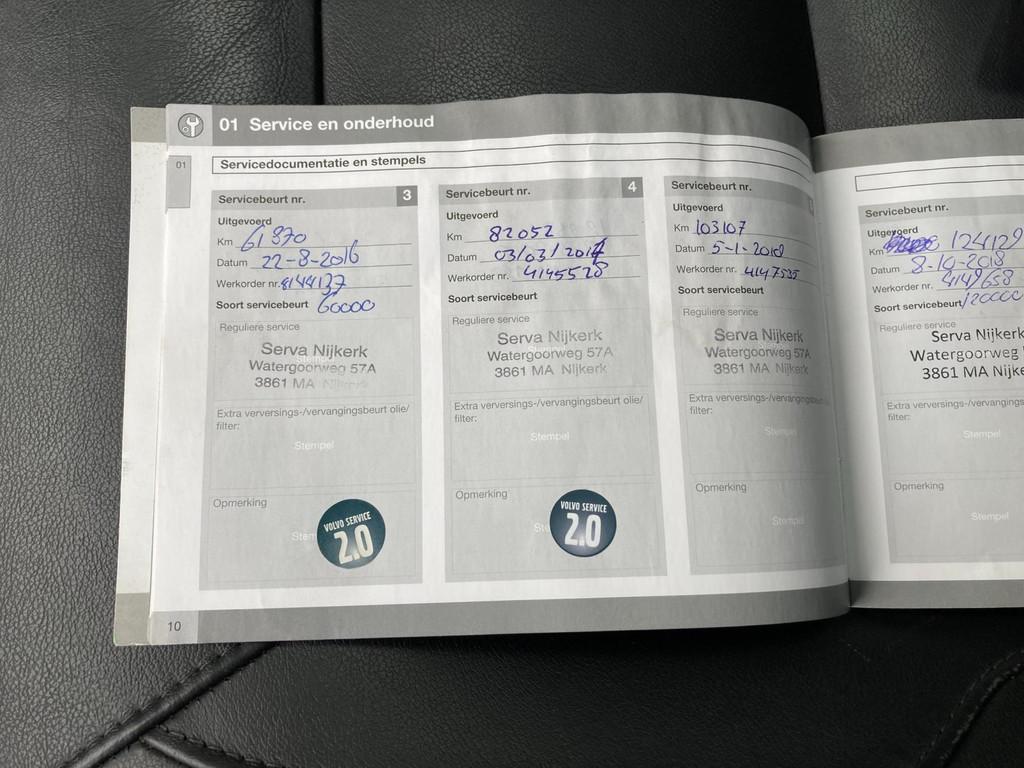 01 Service en onderhoud
01
Servicedocumentatie en stempels
Servicebeurt nr. 3
Uitgevoerd
Km 61970
Datum 22-8-2016
Werkorder nr. 8144137
Soort servicebeurt
60000
Reguliere service
Serva Nijkerk
Watergoorweg 57A
3861 MA Nijkerk
Extra verversings-/vervangingsbeurt olie/
filter:
Stempel
Opmerking
VOLVO SERVICE
2.0
Servicebeurt nr. 4
Uitgevoerd
Km 82052
Datum 03/03/2017
Werkorder nr. 4145528
Soort servicebeurt
Reguliere service
Serva Nijkerk
Watergoorweg 57A
3861 MA Nijkerk
Extra verversings-/vervangingsbeurt olie/
filter:
Stempel
Opmerking
VOLVO SERVICE
2.0
Servicebeurt nr.
Uitgevoerd
Km 103107
Datum 5-1-2018
Werkorder nr. 4147535
Soort servicebeurt
Reguliere service
Serva Nijkerk
Watergoorweg 57A
3861 MA Nijkerk
Extra verversings-/vervangingsbeurt olie/
filter:
Stempel
Opmerking
Stempel
10
Servicebeurt nr.
Uitgevoerd
Km 124129
Datum 8-10-2018
Werkorder nr. 4149658
Soort servicebeurt 120000
Reguliere service
Serva Nijkerk
Watergoorweg
3861 MA Nijke
Extra verversings-/vervangings
filter:
Stempel
Opmerking
Stempel